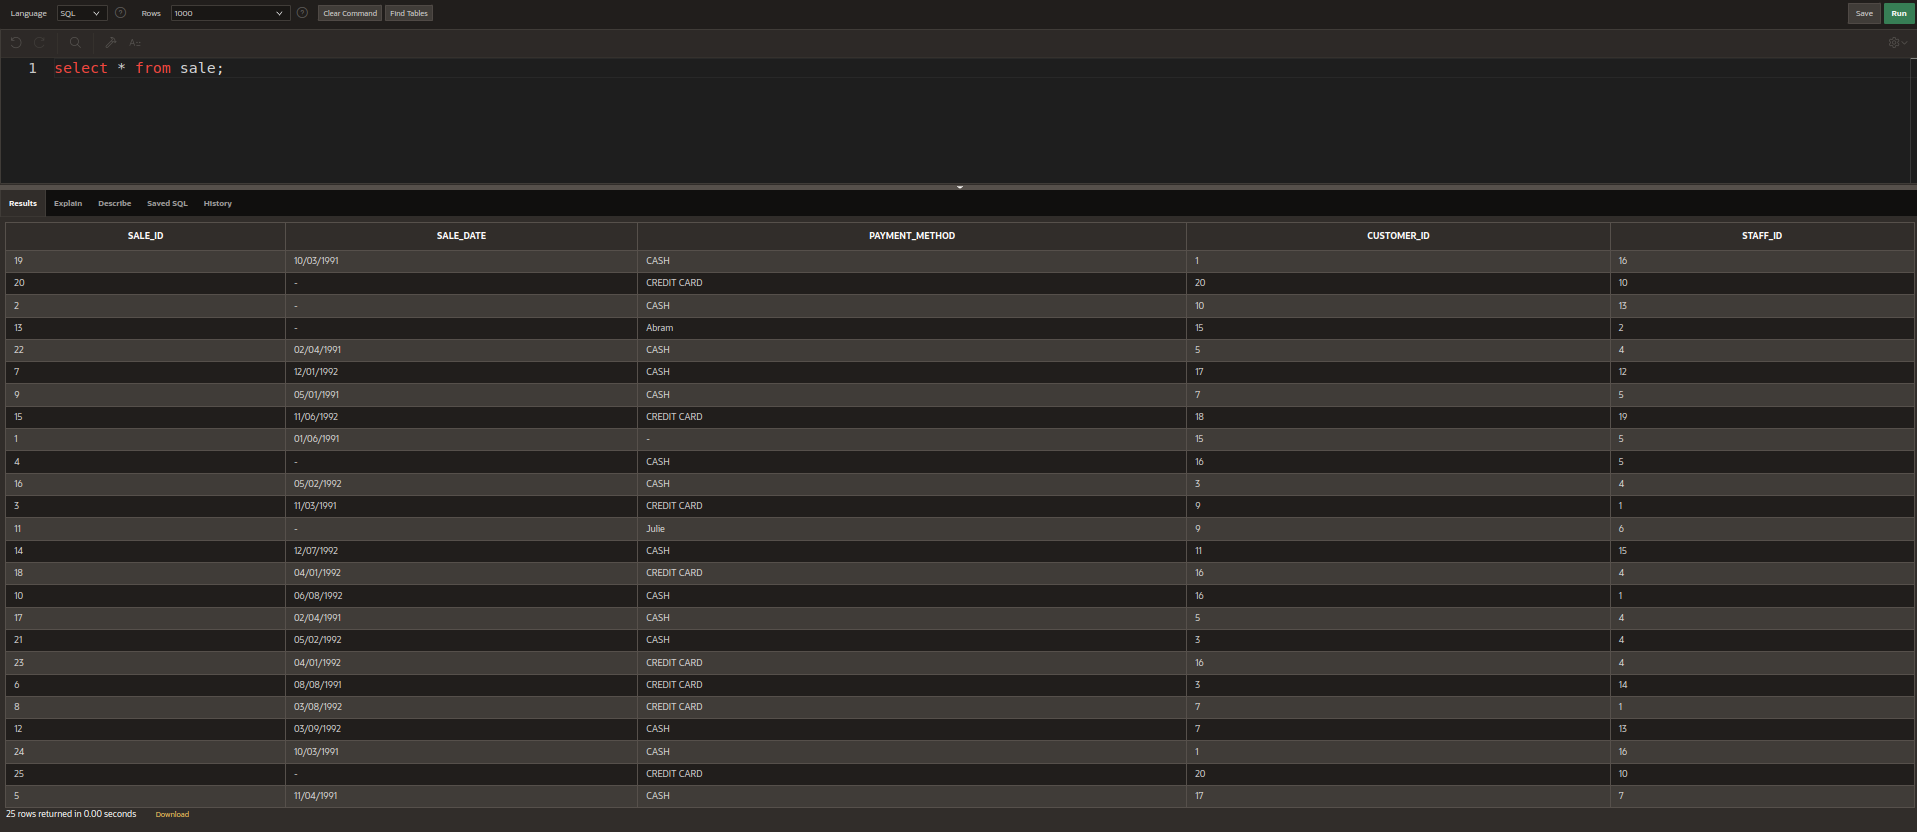 Language SQL Rows 1000 Clear Command Find Tables Save Run
1 select * from sale;
Results Explain Describe Saved SQL History
SALE_ID SALE_DATE PAYMENT_METHOD CUSTOMER_ID STAFF_ID
19 10/03/1991 CASH 1 16
20 - CREDIT CARD 20 10
2 - CASH 10 13
13 - Abram 15 2
22 02/04/1991 CASH 5 4
7 12/01/1992 CASH 17 12
9 05/01/1991 CASH 7 5
15 11/06/1992 CREDIT CARD 18 19
1 01/06/1991 - 15 5
4 - CASH 16 5
16 05/02/1992 CASH 3 4
3 11/03/1991 CREDIT CARD 9 1
11 - Julie 9 6
14 12/07/1992 CASH 11 15
18 04/01/1992 CREDIT CARD 16 4
10 06/08/1992 CASH 16 1
17 02/04/1991 CASH 5 4
21 05/02/1992 CASH 3 4
23 04/01/1992 CREDIT CARD 16 4
6 08/08/1991 CREDIT CARD 3 14
8 03/08/1992 CREDIT CARD 7 1
12 03/09/1992 CASH 7 13
24 10/03/1991 CASH 1 16
25 - CREDIT CARD 20 10
5 11/04/1991 CASH 17 7
25 rows returned in 0.00 seconds Download